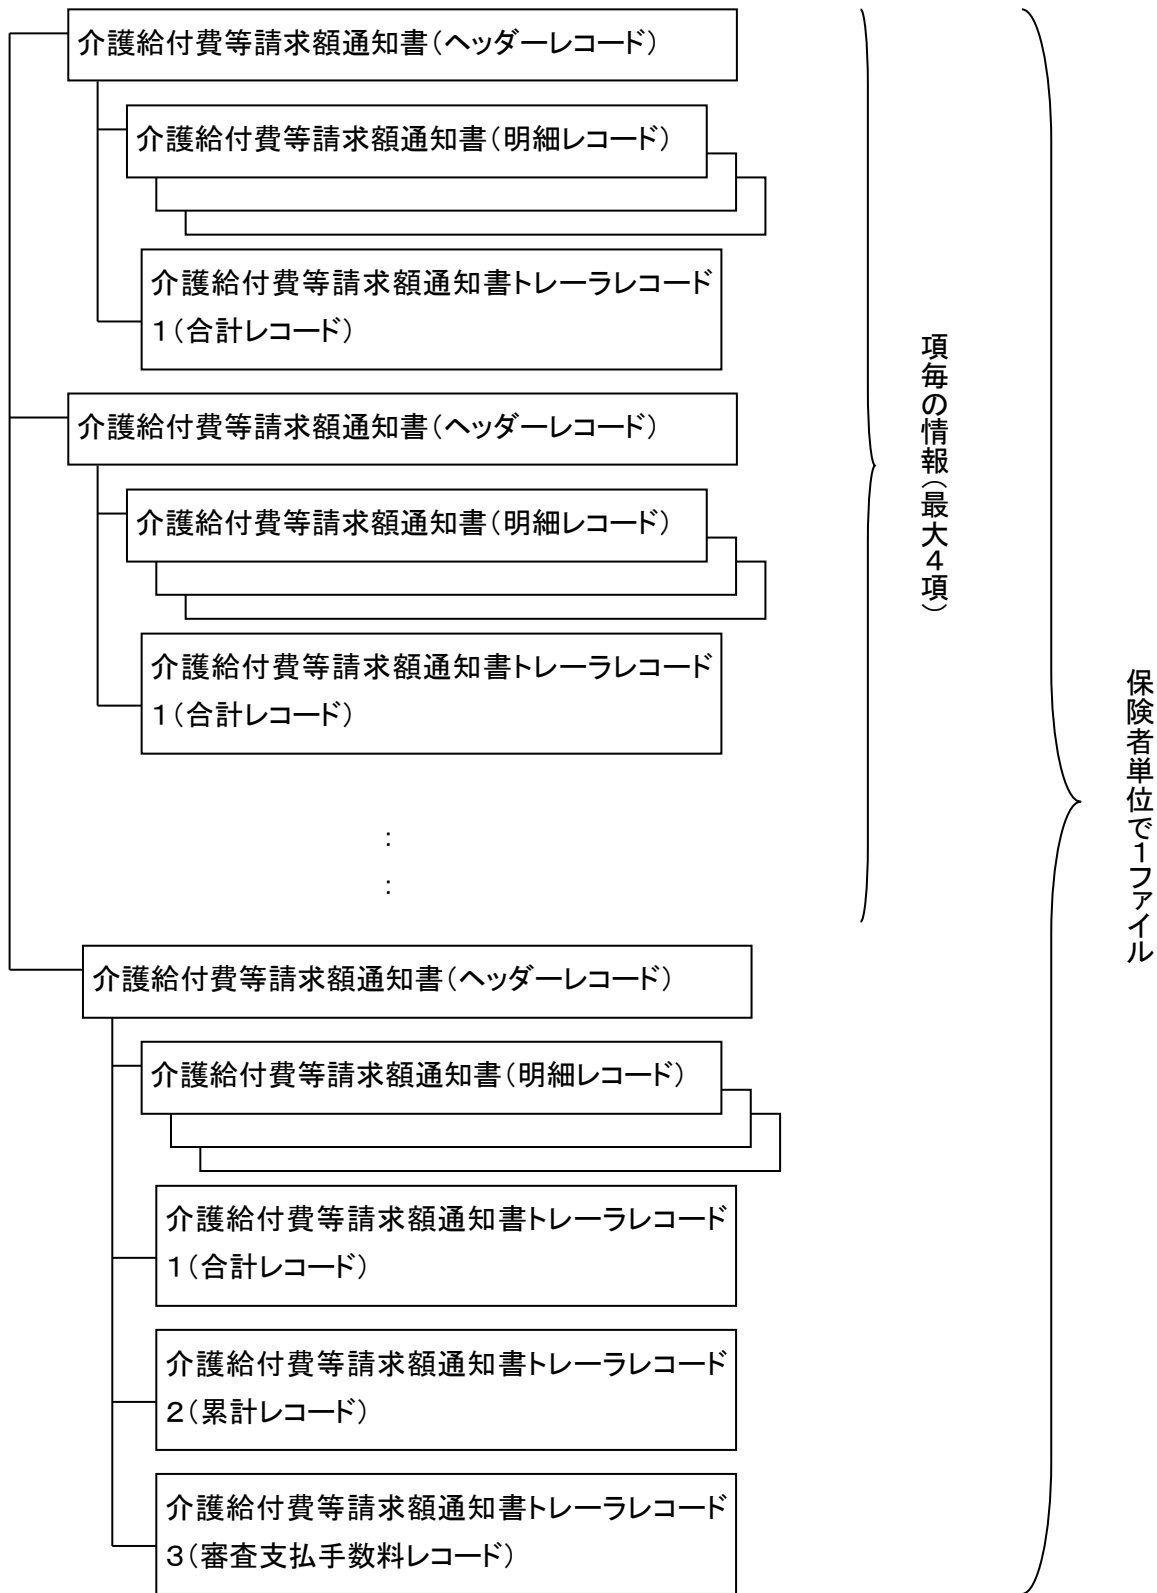 介護給付費等請求額通知書(ヘッダーレコード)
介護給付費等請求額通知書(明細レコード)
介護給付費等請求額通知書トレーラレコード
1(合計レコード)
介護給付費等請求額通知書(ヘッダーレコード)
介護給付費等請求額通知書(明細レコード)
介護給付費等請求額通知書トレーラレコード
1(合計レコード)
:
:
介護給付費等請求額通知書(ヘッダーレコード)
介護給付費等請求額通知書(明細レコード)
介護給付費等請求額通知書トレーラレコード
1(合計レコード)
介護給付費等請求額通知書トレーラレコード
2(累計レコード)
介護給付費等請求額通知書トレーラレコード
3(審査支払手数料レコード)
項毎の情報(最大4項)
保険者単位で1ファイル